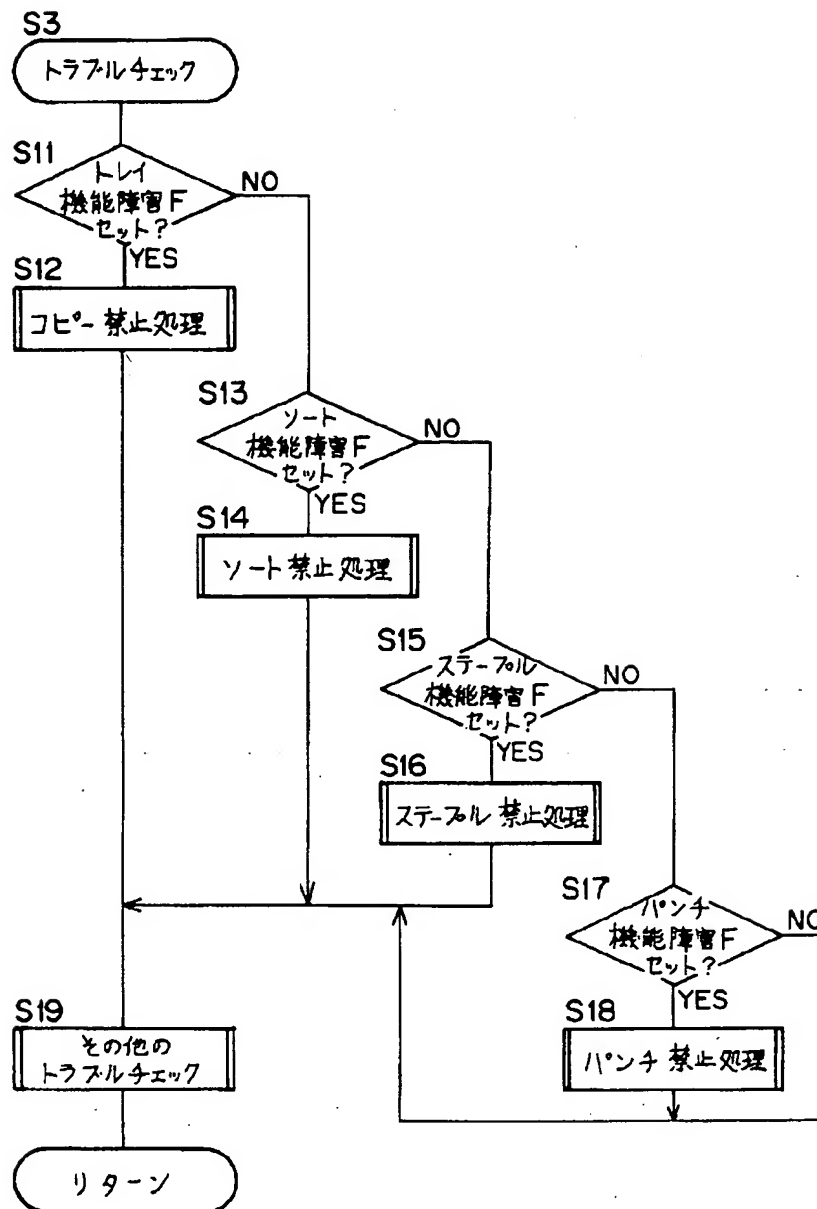 S3
トラブルチェック
S11
トレイ
機能障害F
セット?
NO
YES
S12
コピー禁止処理
S13
ソート
機能障害F
セット?
NO
YES
S14
ソート禁止処理
S15
ステープル
機能障害F
セット?
NO
YES
S16
ステープル禁止処理
S17
パンチ
機能障害F
セット?
NO
YES
S18
パンチ禁止処理
S19
その他の
トラブルチェック
リターン